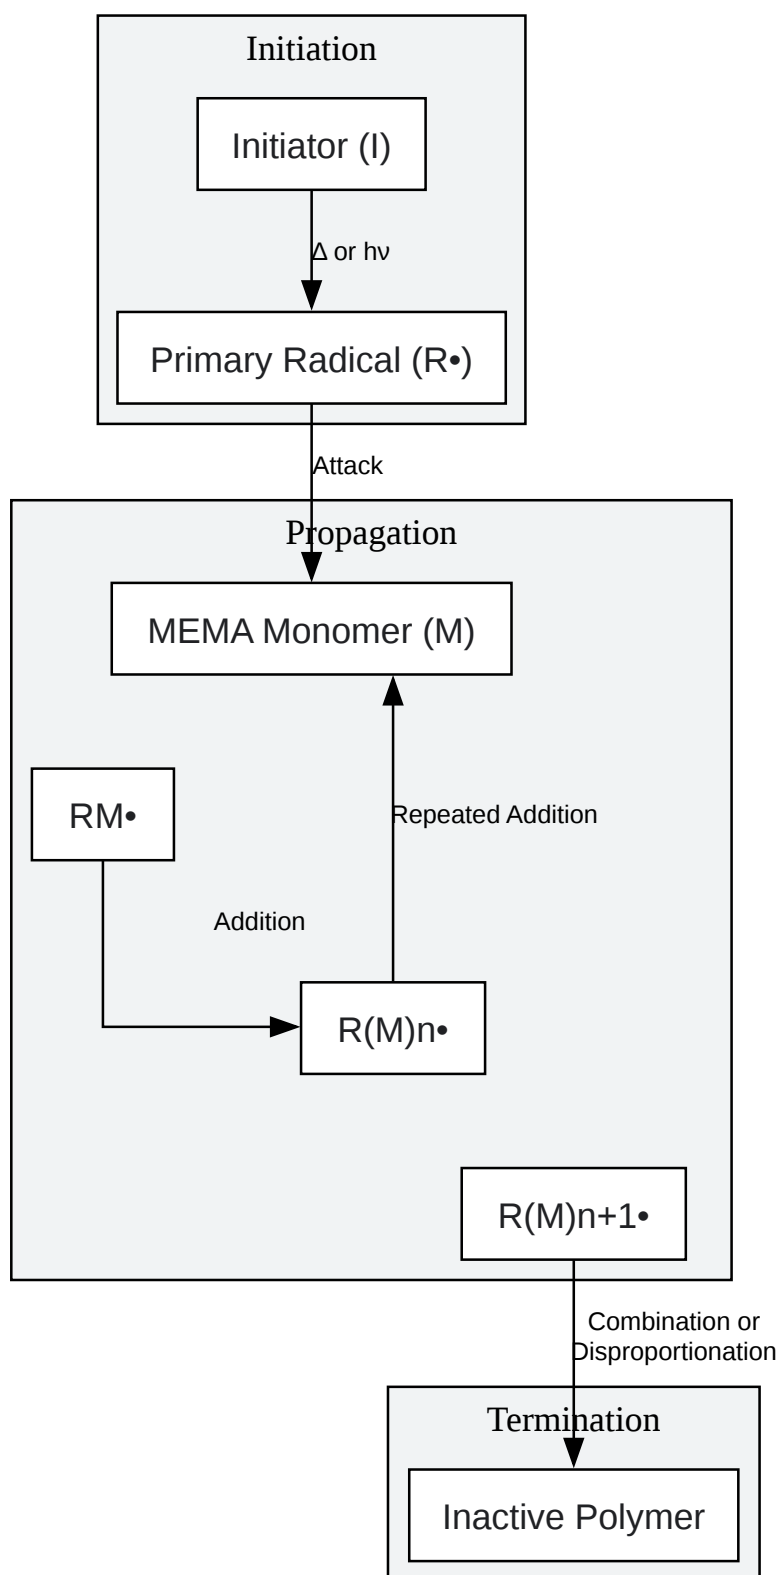 Initiation
Initiator (I)
Δ or hν
Primary Radical (R•)
Attack
Propagation
MEMA Monomer (M)
RM•
Repeated Addition
Addition
R(M)n•
R(M)n+1•
Combination or
Disproportionation
Termination
Inactive Polymer